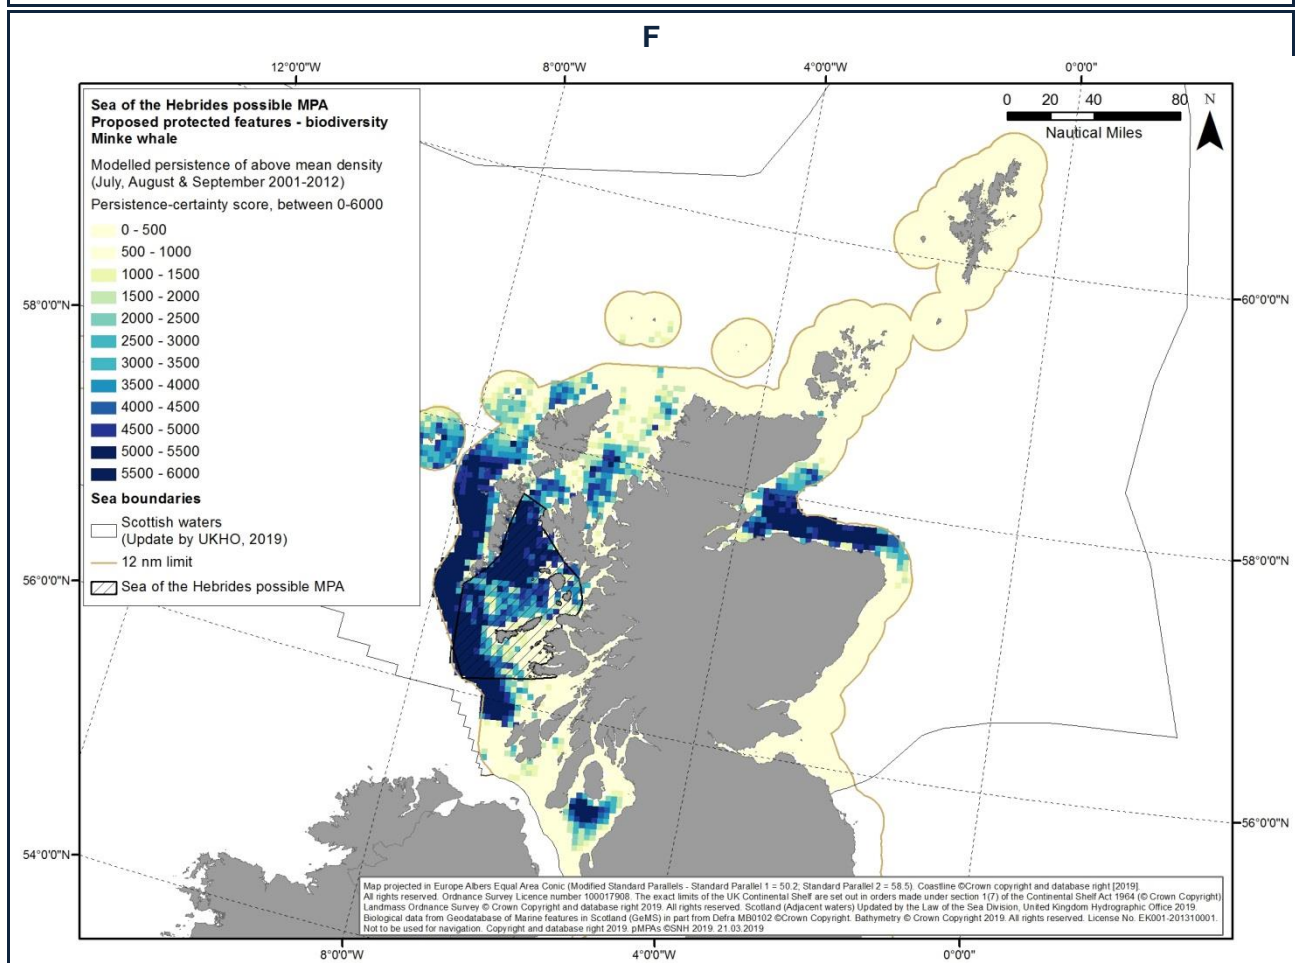 F
12°0'0"W 8°0'0"W 4°0'0"W 0°0'0"
Sea of the Hebrides possible MPA
Proposed protected features - biodiversity
Minke whale
Modelled persistence of above mean density
(July, August & September 2001-2012)
Persistence-certainty score, between 0-6000
0 - 500
500 - 1000
1000 - 1500
1500 - 2000
2000 - 2500
2500 - 3000
3000 - 3500
3500 - 4000
4000 - 4500
4500 - 5000
5000 - 5500
5500 - 6000
Sea boundaries
Scottish waters
(Update by UKHO, 2019)
12 nm limit
Sea of the Hebrides possible MPA
0 20 40 80
Nautical Miles
N
58°0'0"N
56°0'0"N
54°0'0"N
60°0'0"N
58°0'0"N
56°0'0"N
Map projected in Europe Albers Equal Area Conic (Modified Standard Parallels - Standard Parallel 1 = 50.2; Standard Parallel 2 = 58.5). Coastline ©Crown copyright and database right [2019].
All rights reserved. Ordnance Survey Licence number 100017908. The exact limits of the UK Continental Shelf are set out in orders made under section 1(7) of the Continental Shelf Act 1964 (© Crown Copyright)
Landmass Ordnance Survey © Crown Copyright and database right 2019. All rights reserved. Scotland (Adjacent waters) Updated by the Law of the Sea Division, United Kingdom Hydrographic Office 2019.
Biological data from Geodatabase of Marine features in Scotland (GeMS) in part from Defra MB0102 ©Crown Copyright. Bathymetry © Crown Copyright 2019. All rights reserved. License No. EK001-201310001.
Not to be used for navigation. Copyright and database right 2019. pMPAs ©SNH 2019. 21.03.2019
8°0'0"W 4°0'0"W 0°0'0"